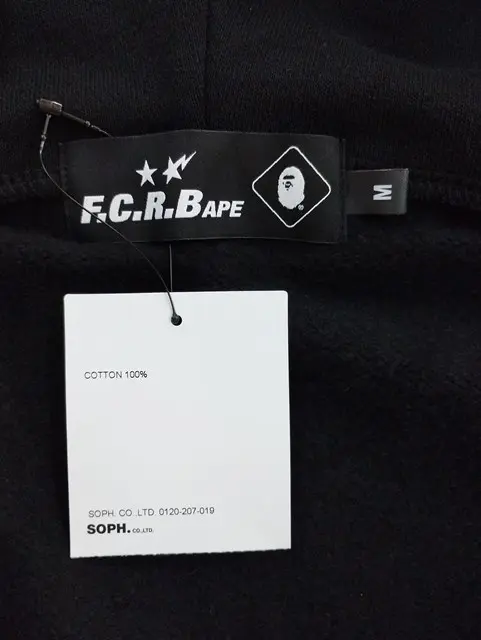 F.C.R.BAPE
®
M
COTTON 100%
SOPH. CO.,LTD. 0120-207-019
SOPH. CO.,LTD.